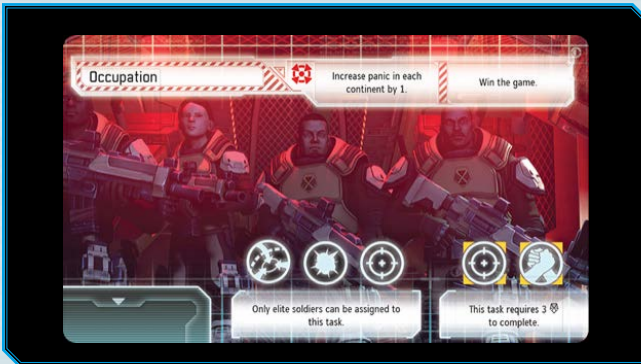 Occupation
Increase panic in each
continent by 1.
Win the game.
Only elite soldiers can be assigned to
this task.
This task requires 3
to complete.